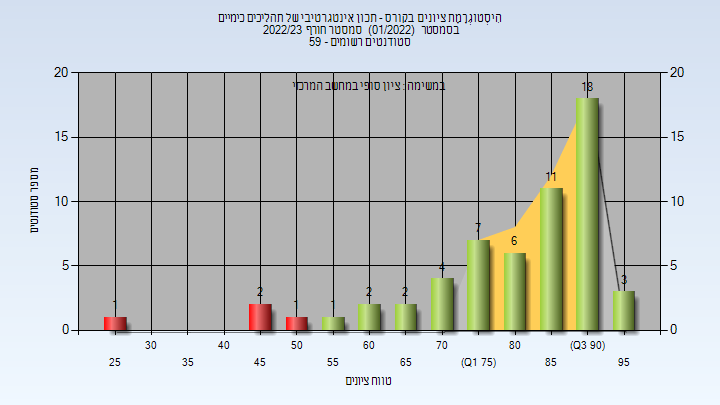 היסטוגרמת ציונים בקורס - תכון אינטגרטיבי של תהליכים כימיים
בסמסטר (01/2022) סמסטר חורף 2022/23
סטודנטים רשומים - 59
במשימה : ציון סופי במחשב המרכזי
20 20
15 15
10 10
5 5
0 0
מספר סטודנטים
1 2 1 1 2 2 4 7 6 11 18 3
30 40 50 60 70 80 (Q3 90)
25 35 45 55 65 (Q1 75) 85 95
טווח ציונים